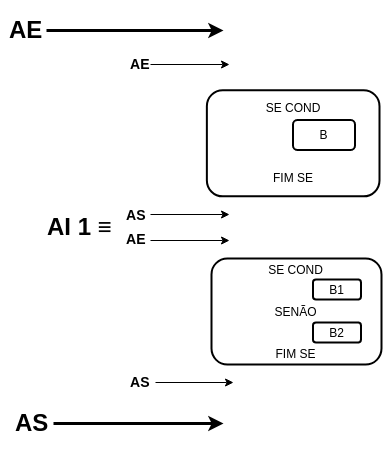 AE
AE
SE COND
B
FIM SE
AS
AI 1 ≡
AE
SE COND
B1
SENÃO
B2
FIM SE
AS
AS